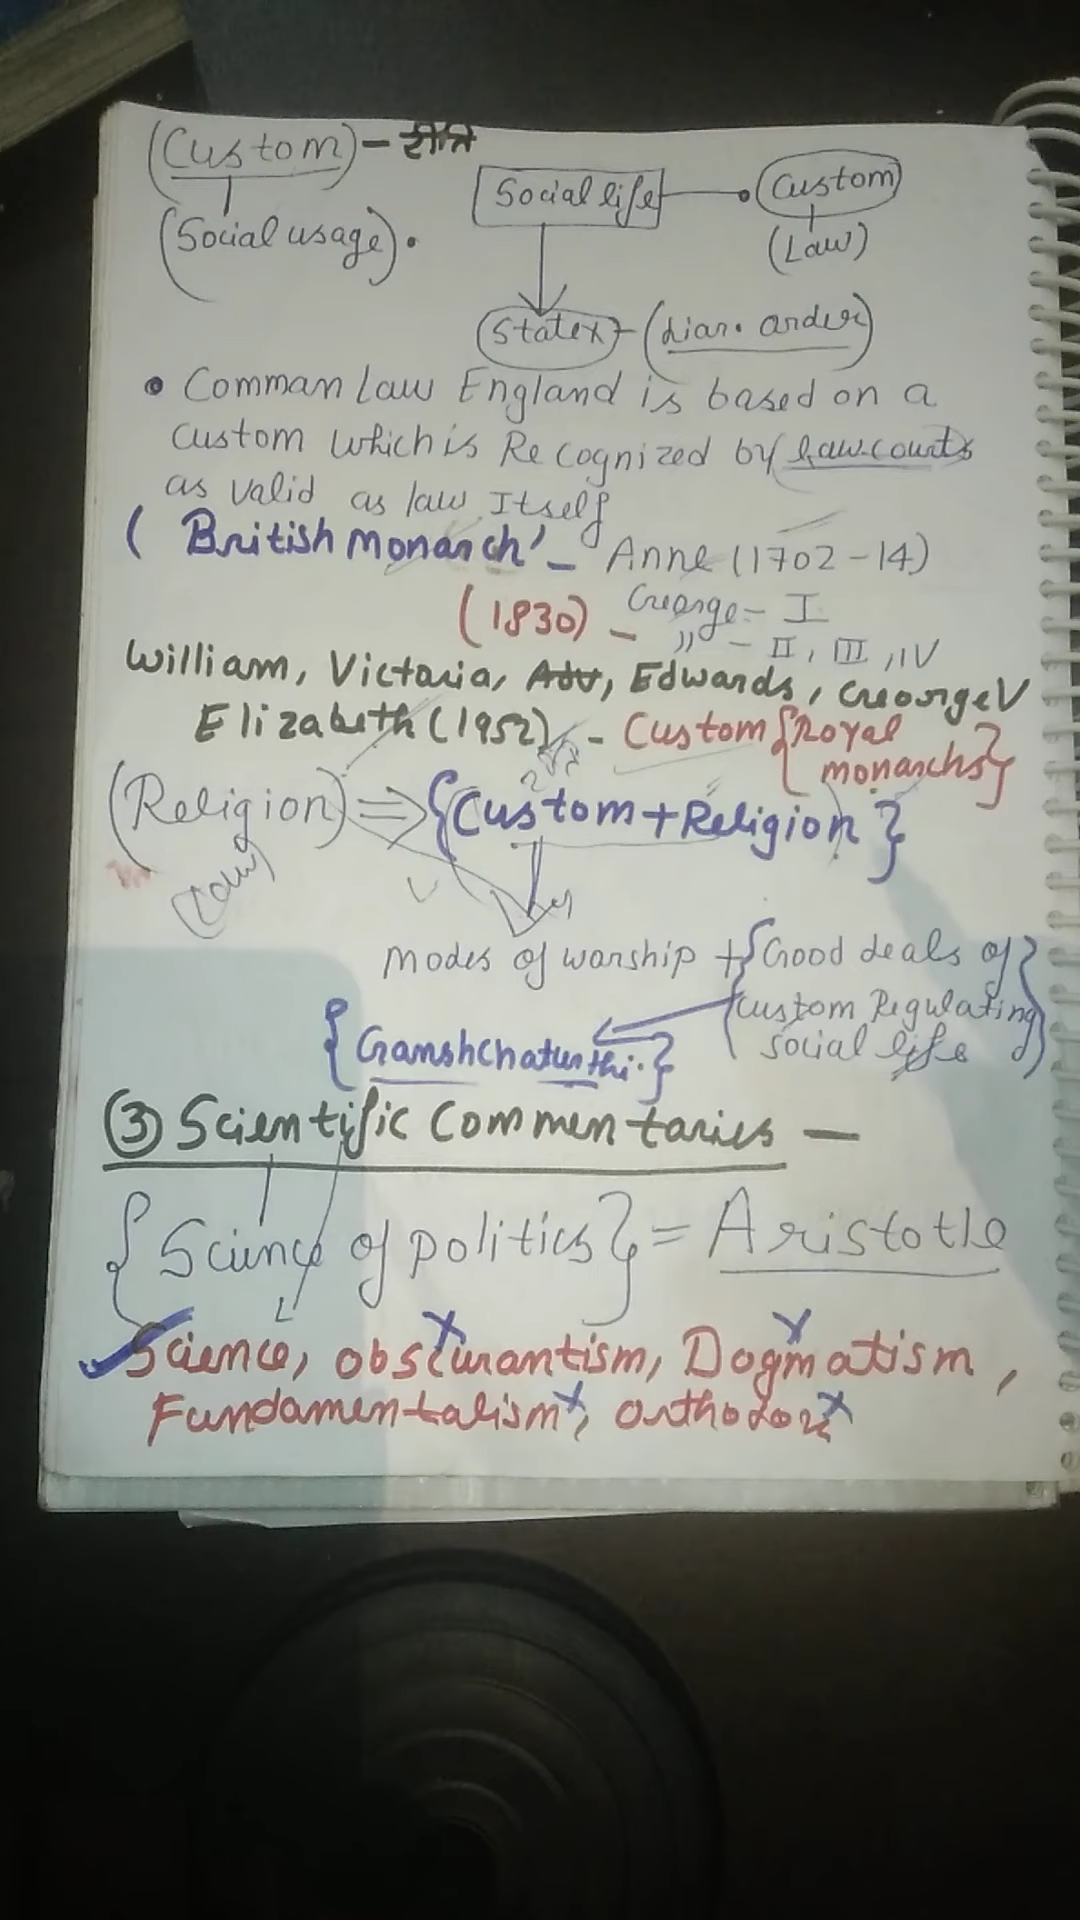 (Custom) - रीति
(Social usage).
Social life
Custom
(Law)
State x - ( order)
• Comman Law England is based on a
Custom which is Recognized by Law courts
as valid as law Itself
( British monarch' - Anne (1702-14)
George - I
(1830) - " - II, III, IV
William, Victoria, Edwards, George V
Elizabeth (1952) - Custom {Royal
monarchs}
(Religion) ⇒ {Custom + Religion}
(Law)
Modes of worship + {Good deals of
Custom Regulating
Social life}
{Ganshchaturthi.}
③ Scientific Commentaries —
{Science of politics} = Aristotle
Science, obscurantism, Dogmatism,
Fundamentalism, orthodox